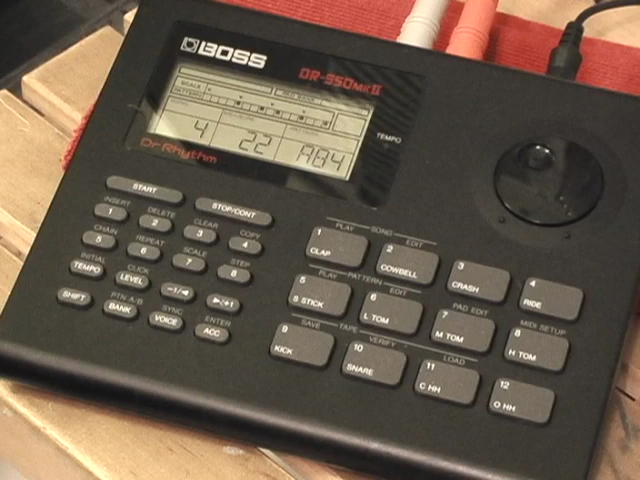 BOSS
DR-550MKII
SCALE
PATTERN
TEMPO
4 22 A84
Dr Rhythm
START
STOP/CONT
INSERT DELETE CLEAR COPY
1 2 3 4
CHAIN REPEAT SCALE STEP
5 6 7 8
INITIAL CLICK
TEMPO LEVEL -1/◄ ►/+1
PTN A/B ENTER
SHIFT BANK VOICE ACC
PLAY SONG EDIT
1 CLAP
2 COWBELL
3 CRASH
4 RIDE
PLAY PATTERN EDIT PAD EDIT MIDI SETUP
5 S STICK
6 L TOM
7 M TOM
8 H TOM
SAVE TAPE VERIFY LOAD
9 KICK
10 SNARE
11 C HH
12 O HH